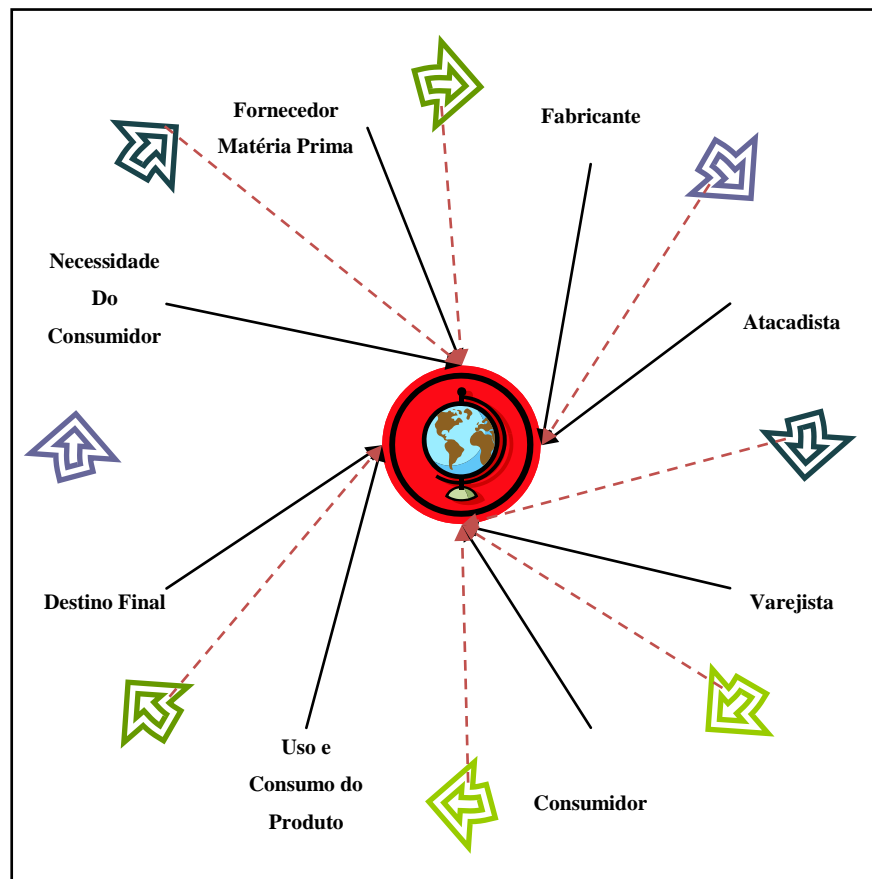 Fornecedor
Matéria Prima
Fabricante
Necessidade
Do
Consumidor
Atacadista
Destino Final
Varejista
Uso e
Consumo do
Produto
Consumidor